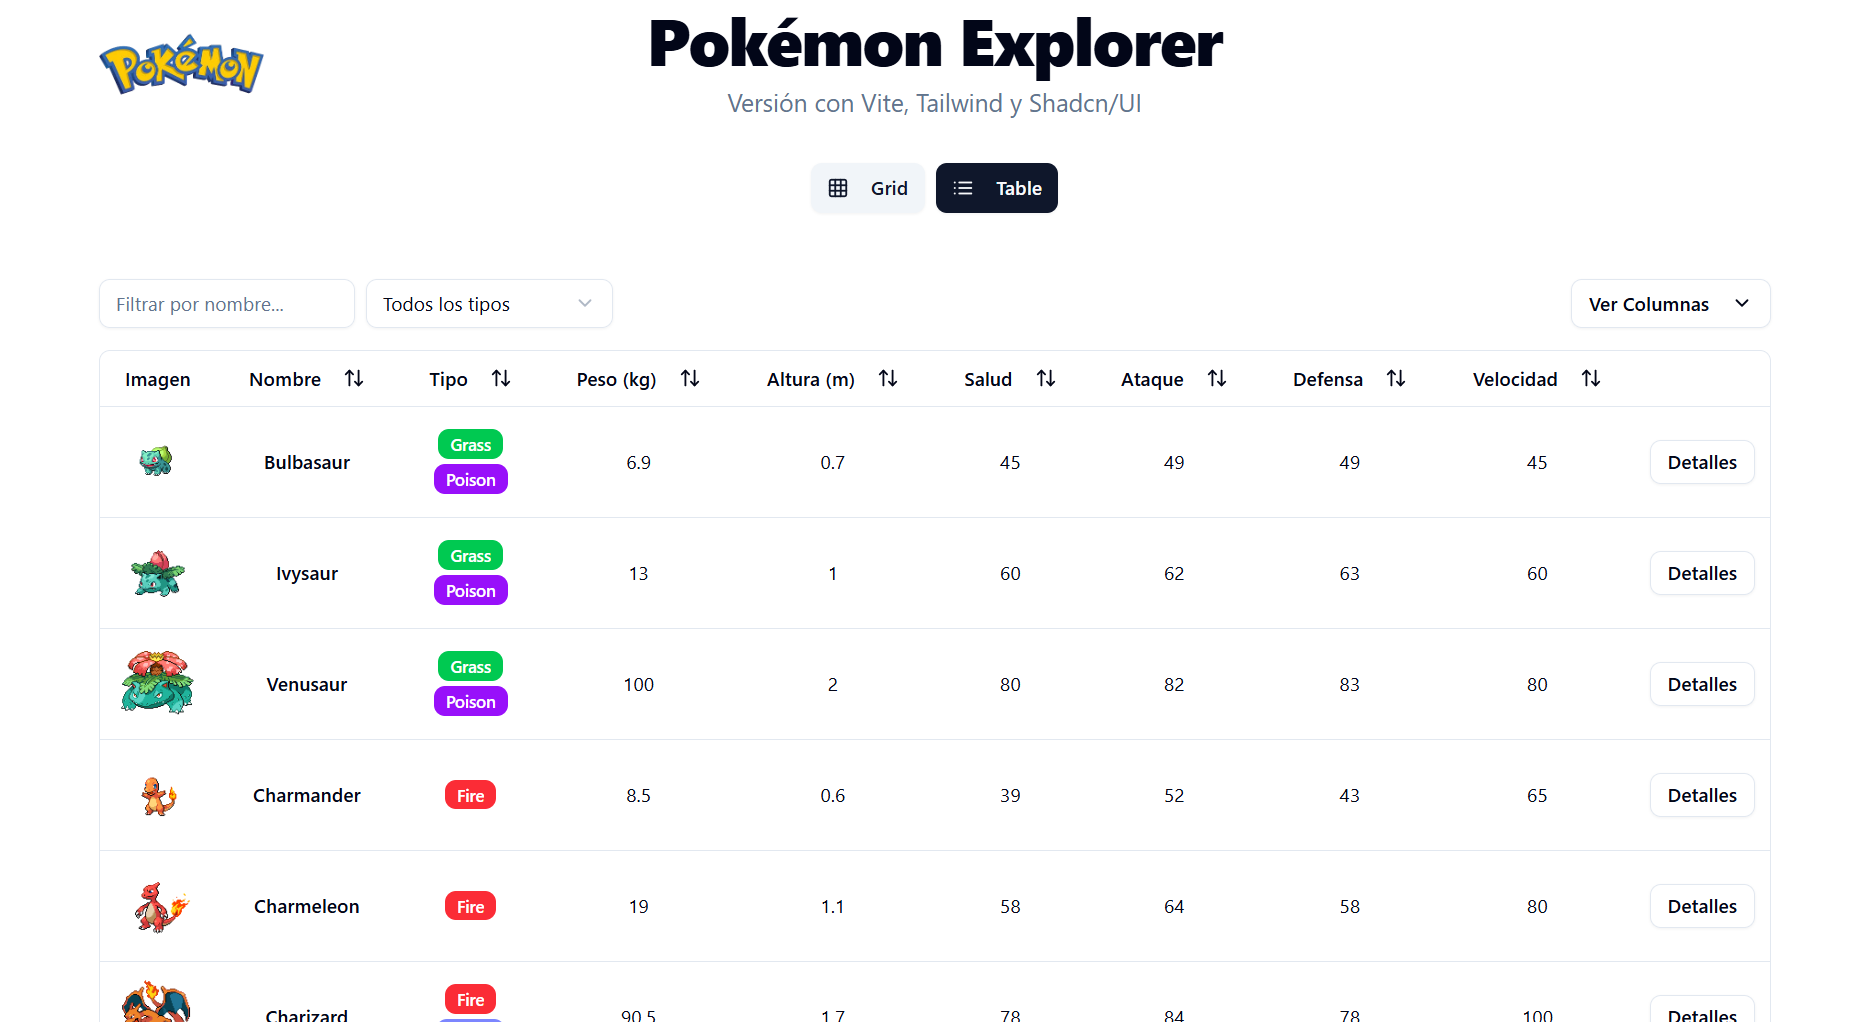 Pokémon
Pokémon Explorer
Versión con Vite, Tailwind y Shadcn/UI
Grid Table
Filtrar por nombre... Todos los tipos Ver Columnas
Imagen Nombre Tipo Peso (kg) Altura (m) Salud Ataque Defensa Velocidad
Bulbasaur Grass Poison 6.9 0.7 45 49 49 45 Detalles
Ivysaur Grass Poison 13 1 60 62 63 60 Detalles
Venusaur Grass Poison 100 2 80 82 83 80 Detalles
Charmander Fire 8.5 0.6 39 52 43 65 Detalles
Charmeleon Fire 19 1.1 58 64 58 80 Detalles
Charizard Fire 90.5 1.7 78 84 78 100 Detalles